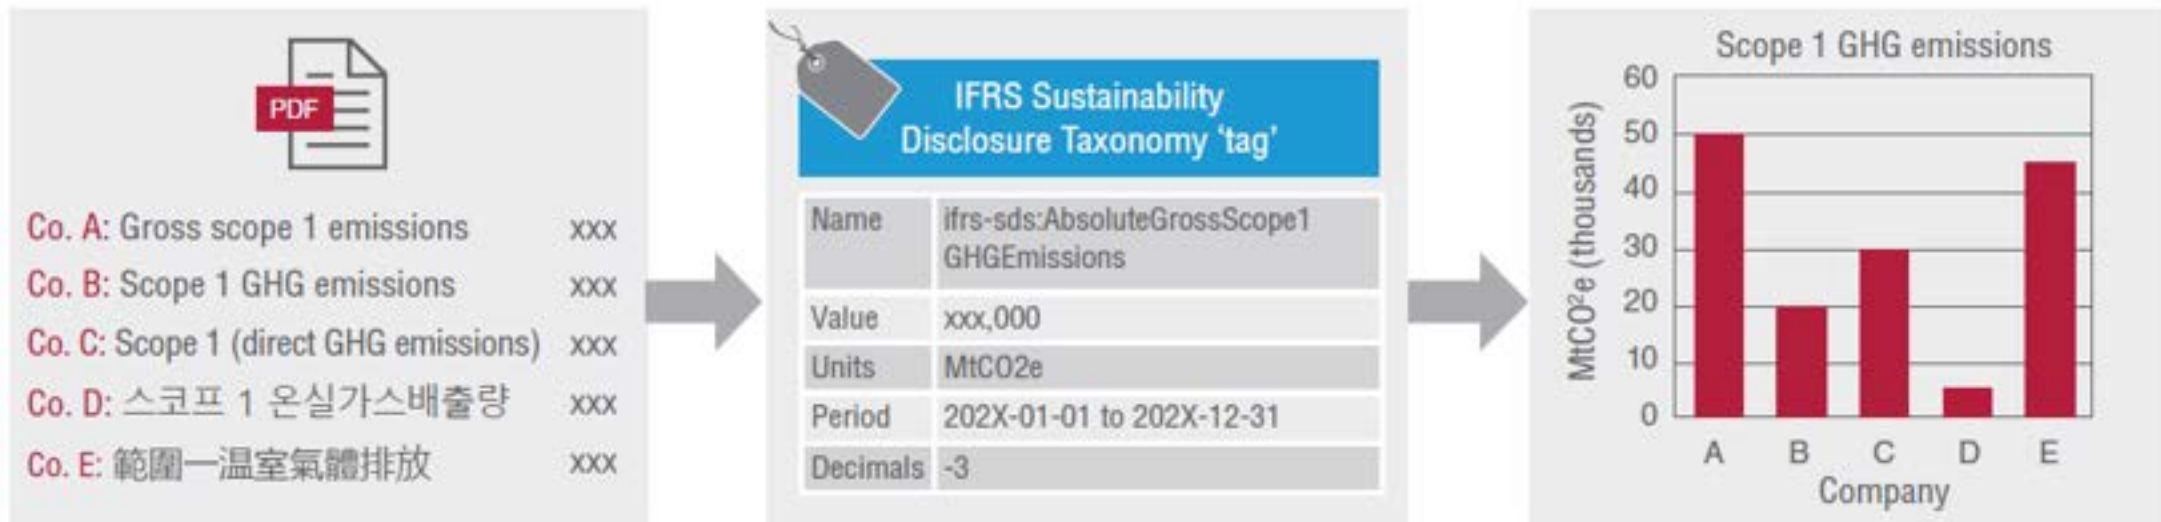 PDF
Co. A: Gross scope 1 emissions xxx
Co. B: Scope 1 GHG emissions xxx
Co. C: Scope 1 (direct GHG emissions) xxx
Co. D: 스코프 1 온실가스배출량 xxx
Co. E: 範圍一温室氣體排放 xxx
IFRS Sustainability
Disclosure Taxonomy ‘tag’
Name ifrs-sds:AbsoluteGrossScope1
GHGEmissions
Value xxx,000
Units MtCO2e
Period 202X-01-01 to 202X-12-31
Decimals -3
Scope 1 GHG emissions
MtCO²e (thousands)
60
50
40
30
20
10
0
A B C D E
Company